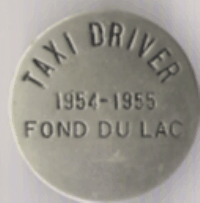 TAXI DRIVER
1954-1955
FOND DU LAC